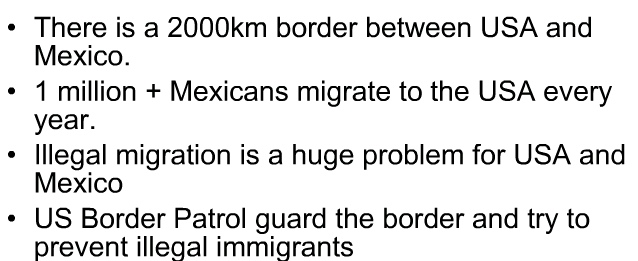 • There is a 2000km border between USA and
Mexico.
• 1 million + Mexicans migrate to the USA every
year.
• Illegal migration is a huge problem for USA and
Mexico
• US Border Patrol guard the border and try to
prevent illegal immigrants